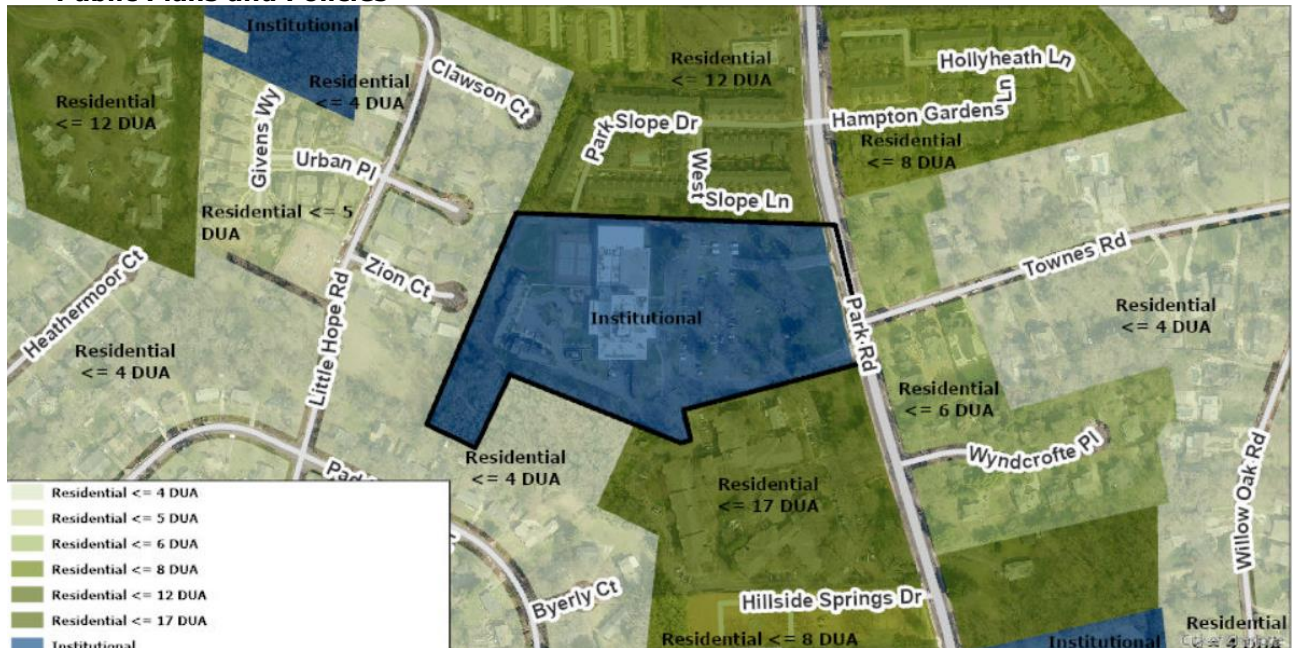 Public Plans and Policies
Institutional
Residential
<= 4 DUA
Clawson Ct
Residential
<= 12 DUA
Hollyheath Ln
Residential
<= 12 DUA
Givens Wy
Urban Pl
Park Slope Dr
West Slope Ln
Hampton Gardens Ln
Residential
<= 8 DUA
Residential <= 5
DUA
Zion Ct
Heathermoor Ct
Little Hope Rd
Townes Rd
Institutional
Park Rd
Residential
<= 4 DUA
Residential
<= 4 DUA
Residential
<= 6 DUA
Residential
<= 4 DUA
Wyndcrofte Pl
Residential
<= 17 DUA
Willow Oak Rd
Byerly Ct
Hillside Springs Dr
Residential <= 8 DUA
Institutional
Residential
<= 4 DUA
Residential <= 4 DUA
Residential <= 5 DUA
Residential <= 6 DUA
Residential <= 8 DUA
Residential <= 12 DUA
Residential <= 17 DUA
Institutional